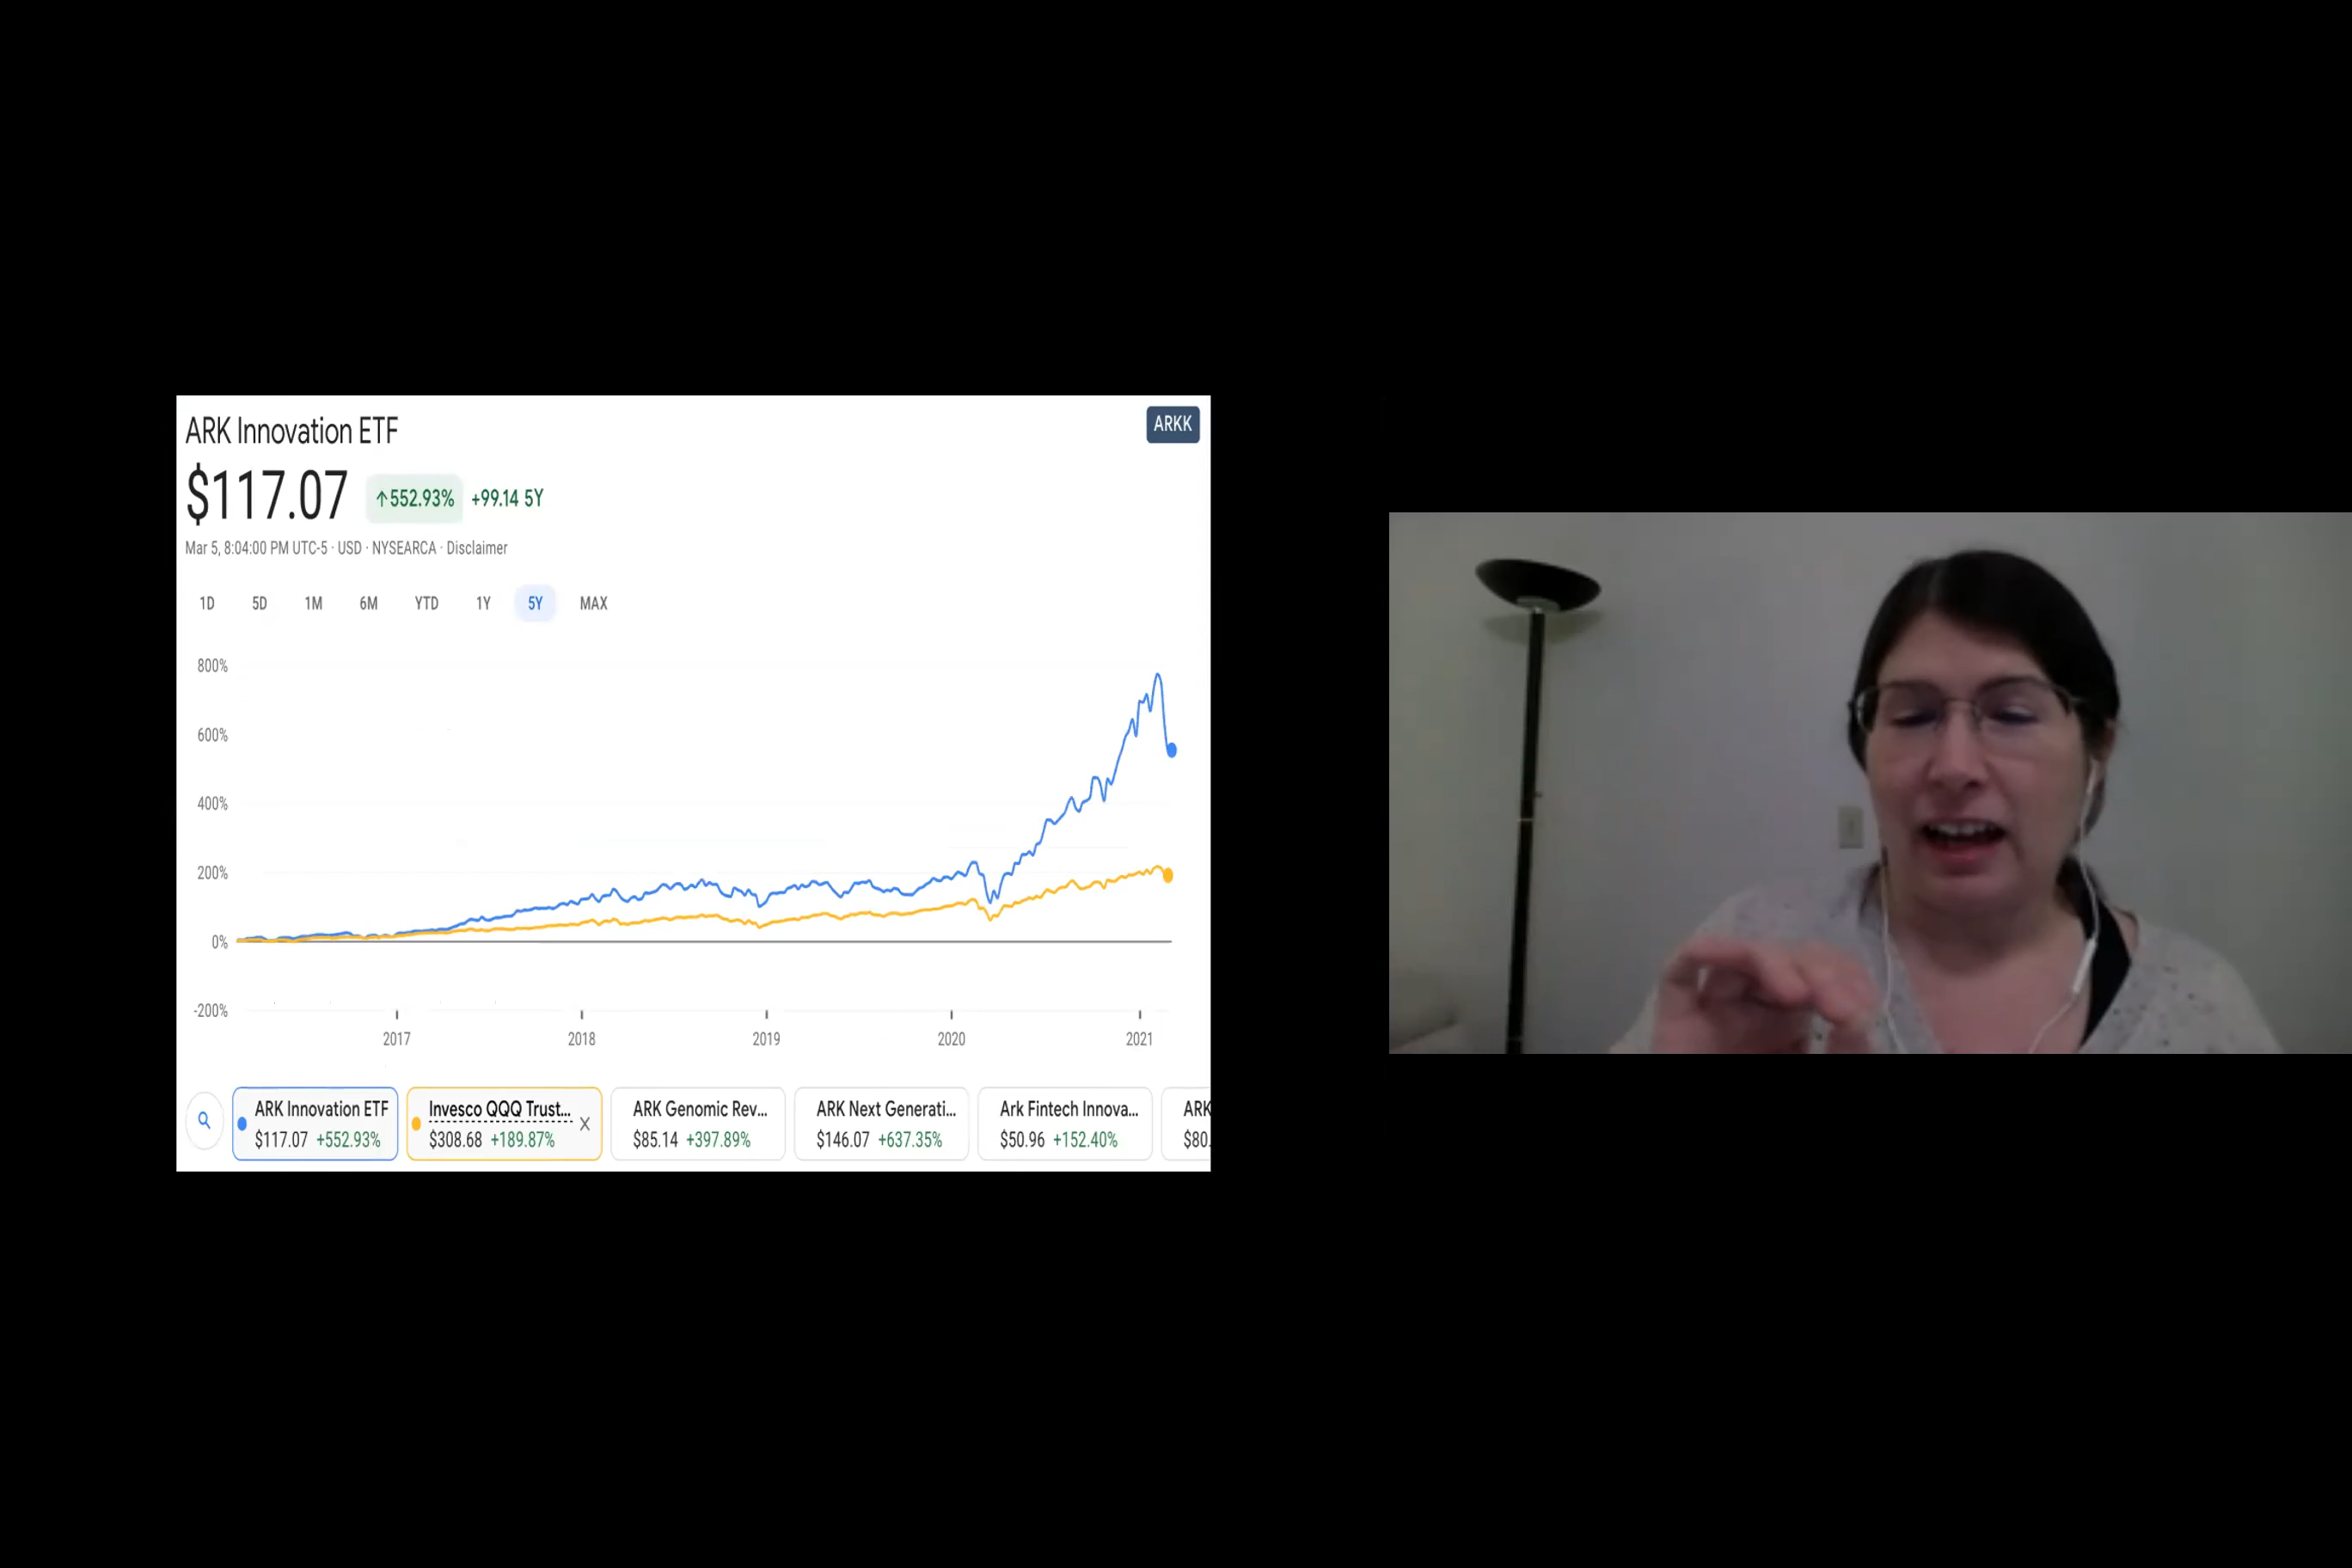 ARK Innovation ETF
ARKK
$117.07 ↑552.93% +99.14 5Y
Mar 5, 8:04:00 PM UTC-5 · USD · NYSEARCA · Disclaimer
1D 5D 1M 6M YTD 1Y 5Y MAX
800%
600%
400%
200%
0%
-200%
2017 2018 2019 2020 2021
ARK Innovation ETF
$117.07 +552.93%
Invesco QQQ Trust...
$308.68 +189.87%
ARK Genomic Rev...
$85.14 +397.89%
ARK Next Generati...
$146.07 +637.35%
Ark Fintech Innova...
$50.96 +152.40%
ARK
$80.